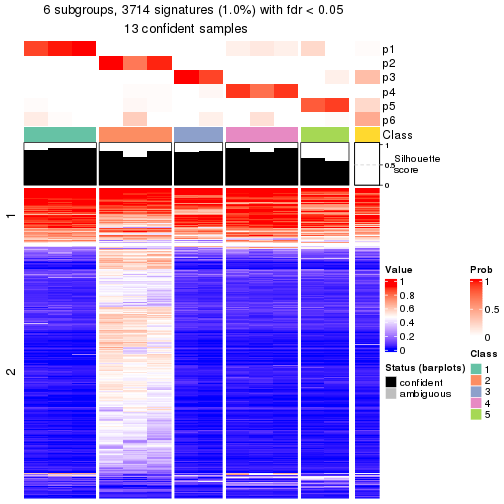 6 subgroups, 3714 signatures (1.0%) with fdr < 0.05
13 confident samples
p1
p2
p3
p4
p5
p6
Class
1
0.5
0
Silhouette
score
1
2
Value
1
0.8
0.6
0.4
0.2
0
Status (barplots)
confident
ambiguous
Prob
1
0.5
0
Class
1
2
3
4
5